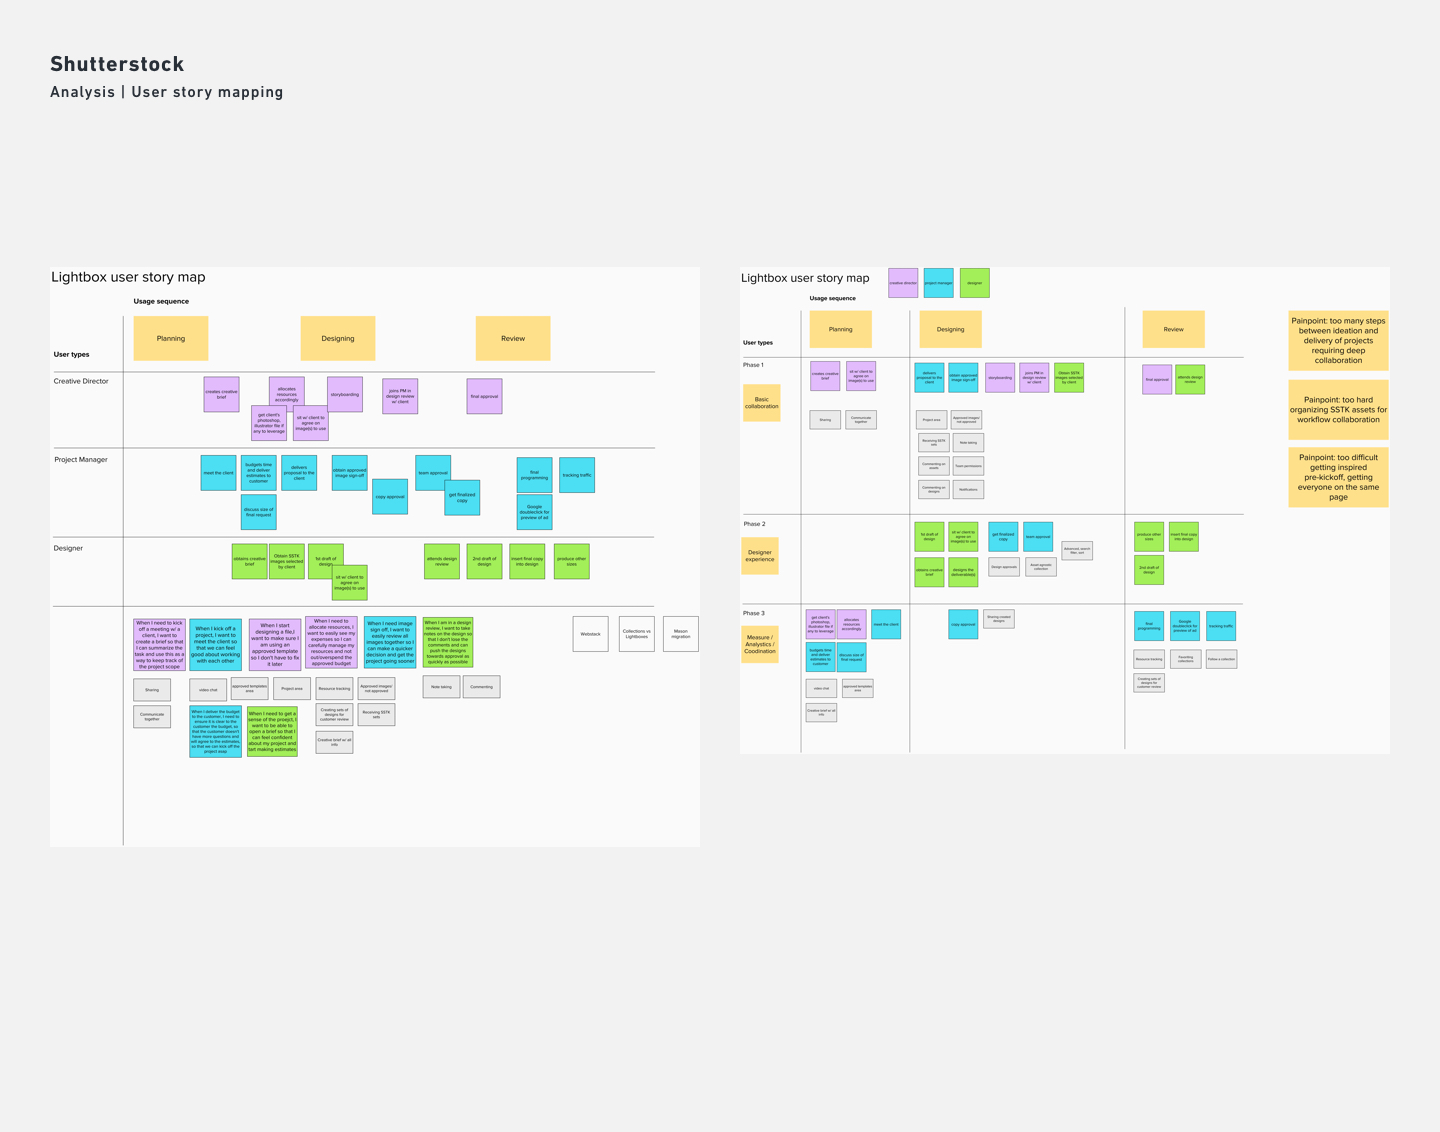 Shutterstock
Analysis | User story mapping
Lightbox user story map
Usage sequence
Planning
Designing
Review
User types
Creative Director
creates creative
brief
allocates
resources
accordingly
storyboarding
joins PM in
design review
w/ client
final approval
get client's
photoshop,
illustrator file if
any to leverage
sit w/ client to
agree on
image(s) to use
Project Manager
meet the client
budgets time
and deliver
estimates to
customer
delivers
proposal to the
client
obtain approved
image sign-off
copy approval
team approval
get finalized
copy
final
programming
tracking traffic
discuss size of
final request
Google
doubleclick for
preview of ad
Designer
obtains creative
brief
Obtain SSTK
images selected
by client
1st draft of
design
sit w/ client to
agree on
image(s) to use
attends design
review
2nd draft of
design
insert final copy
into design
produce other
sizes
When I need to kick
off a meeting w/ a
client, I want to
create a brief so that
I can summarize the
task and use this as a
way to keep track of
the project scope
When I kick off a
project, I want to
meet the client so
that we can feel
good about working
with each other
When I start
designing a file,I
want to make sure I
am using an
approved template
so I don't have to fix
it later
When I need to
allocate resources, I
want to easily see my
expenses so I can
carefully manage my
resources and not
out/overspend the
approved budget
When I need image
sign off, I want to
easily review all
images together so I
can make a quicker
decision and get the
project going sooner
When I am in a design
review, I want to take
notes on the design so
that I don't lose the
comments and can
push the designs
towards approval as
quickly as possible
Webstack
Collections vs
Lightboxes
Mason
migration
Sharing
video chat
approved templates
area
Project area
Resource tracking
Approved images/
not approved
Note taking
Commenting
Communicate
together
When I deliver the budget
to the customer, I need to
ensure it is clear to the
customer the budget, so
that the customer doesn't
have more questions and
will agree to the estimates,
so that we can kick off the
project asap
When I need to get a
sense of the proejct, I
want to be able to
open a brief so that I
can feel confident
about my project and
tart making estimates
Creating sets of
designs for
customer review
Receiving SSTK
sets
Creative brief w/ all
info
Lightbox user story map
creative director
project manager
designer
Usage sequence
Planning
Designing
Review
User types
Phase 1
Basic
collaboration
creates creative
brief
sit w/ client to
agree on
image(s) to use
delivers
proposal to the
client
obtain approved
image sign-off
storyboarding
joins PM in
design review
w/ client
Obtain SSTK
images selected
by client
final approval
attends design
review
Sharing
Communicate
together
Project area
Approved images/
not approved
Receiving SSTK
sets
Note taking
Commenting on
assets
Team permissions
Commenting on
designs
Notifications
Painpoint: too many steps
between ideation and
delivery of projects
requiring deep
collaboration
Painpoint: too hard
organizing SSTK assets for
workflow collaboration
Painpoint: too difficult
getting inspired
pre-kickoff, getting
everyone on the same
page
Phase 2
Designer
experience
1st draft of
design
sit w/ client to
agree on
image(s) to use
get finalized
copy
team approval
Advanced, search
filter, sort
obtains creative
brief
designs the
deliverable(s)
Design approvals
Asset agnostic
collection
produce other
sizes
insert final copy
into design
2nd draft of
design
Phase 3
Measure /
Analystics /
Coodination
get client's
photoshop,
illustrator file if
any to leverage
allocates
resources
accordingly
meet the client
budgets time
and deliver
estimates to
customer
discuss size of
final request
video chat
approved templates
area
Creative brief w/ all
info
copy approval
Sharing created
designs
final
programming
Google
doubleclick for
preview of ad
tracking traffic
Resource tracking
Favoriting
collections
Follow a collection
Creating sets of
designs for
customer review